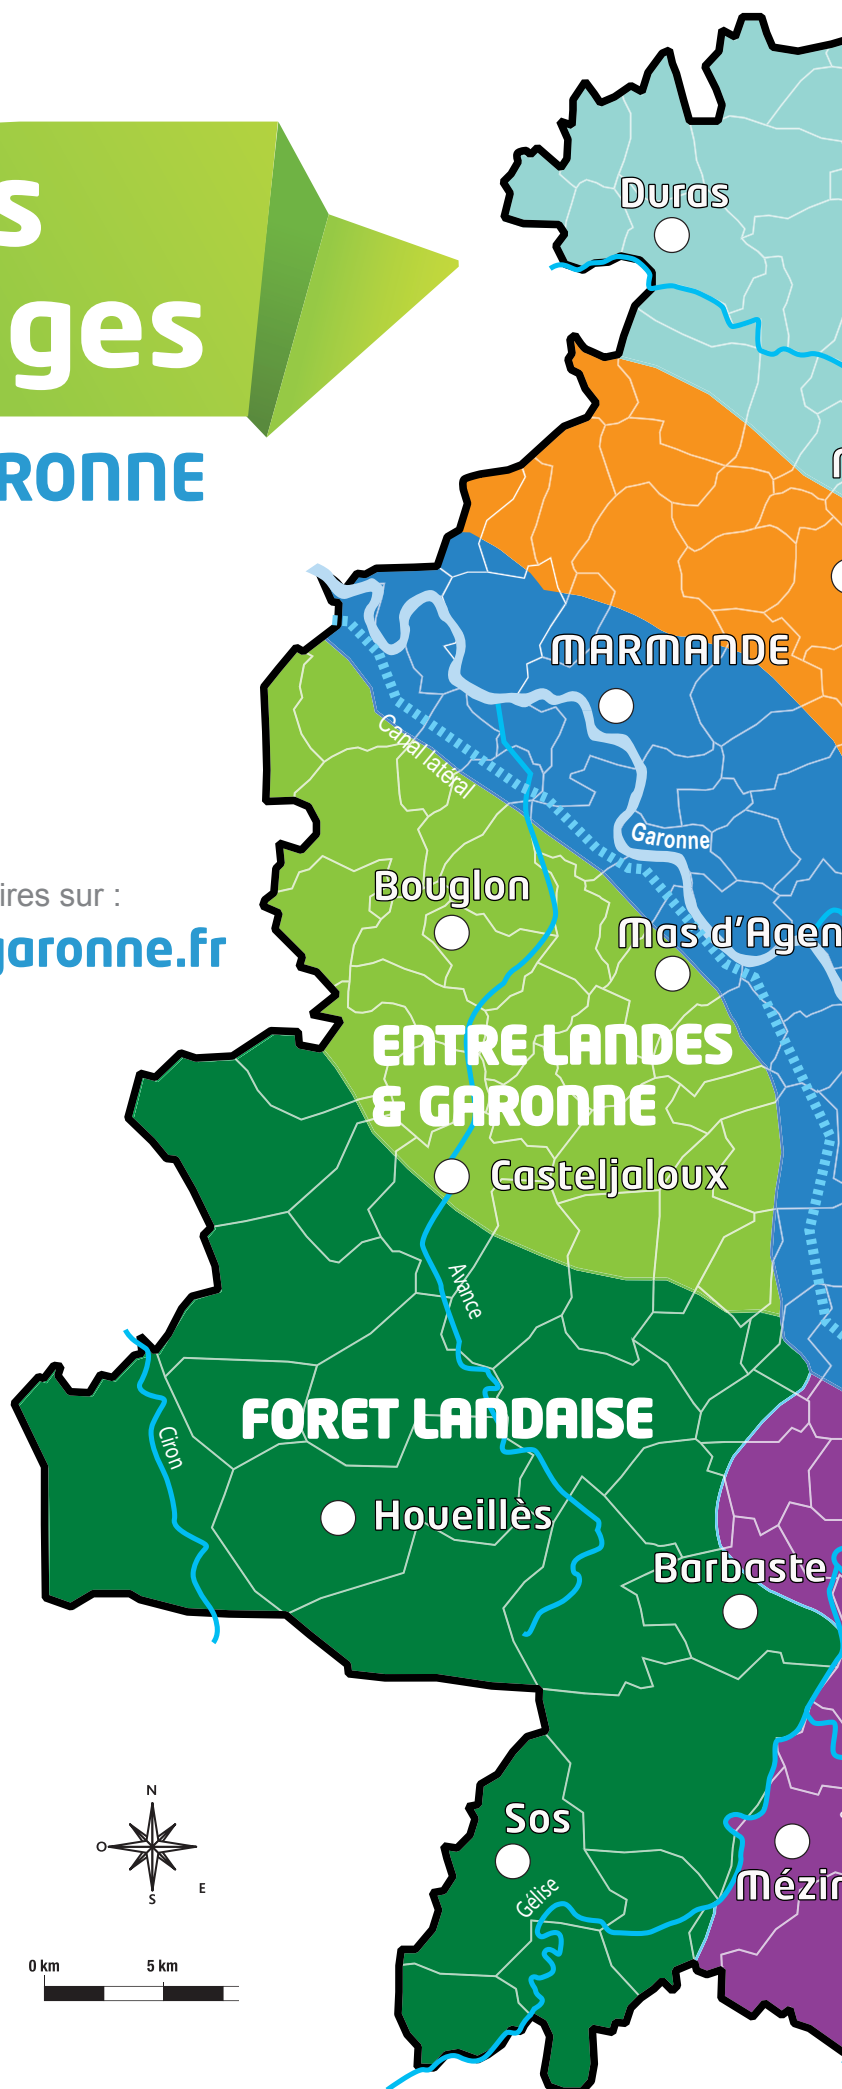 s
ges
RONNE
ires sur :
garonne.fr
Duras
MARMANDE
Canal latéral
Garonne
Bouglon
Mas d'Agen
ENTRE LANDES
& GARONNE
Casteljaloux
Avance
FORET LANDAISE
Ciron
Houeillès
Barbaste
Sos
Gélise
Mézin
N
O
E
S
0 km
5 km